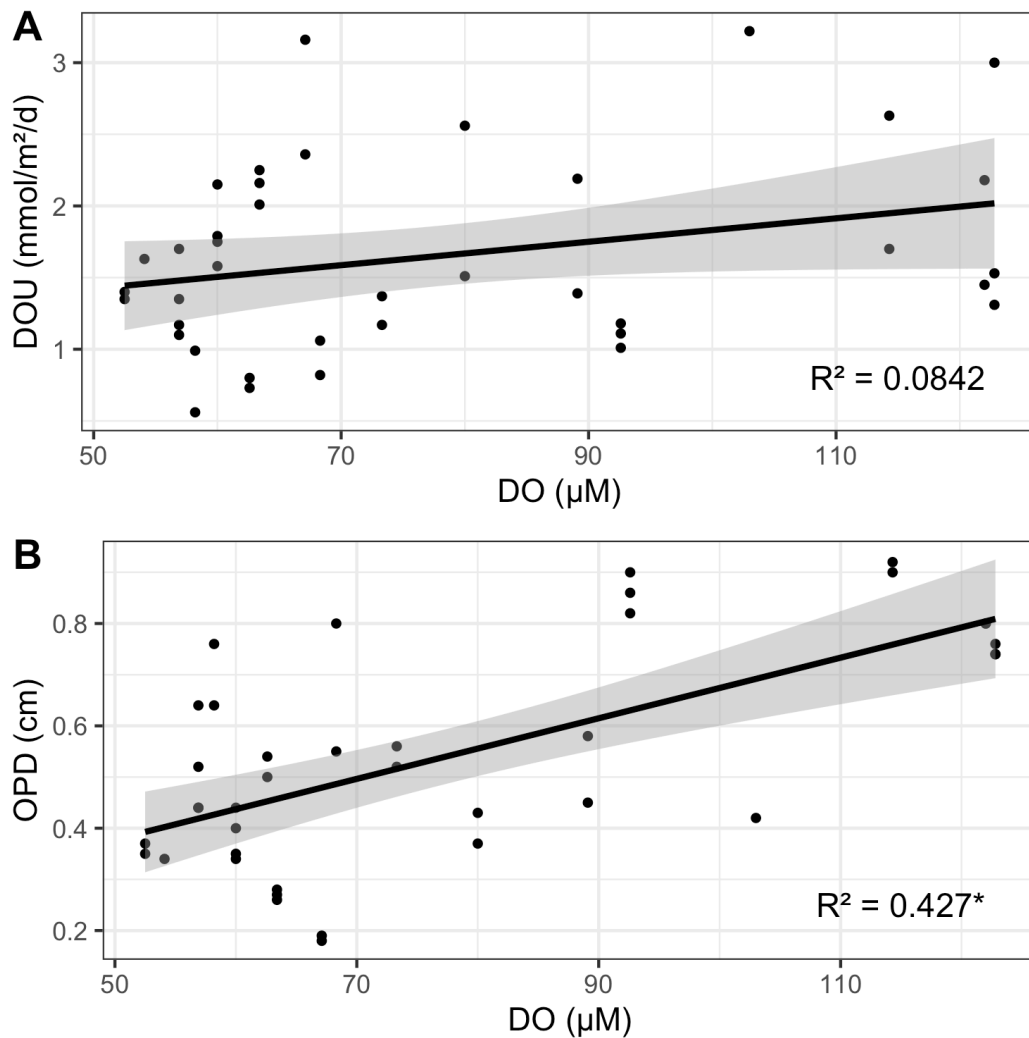 A
3
2
1
DOU (mmol/m²/d)
R² = 0.0842
50 70 90 110
DO (µM)
B
0.8
0.6
0.4
0.2
OPD (cm)
R² = 0.427*
50 70 90 110
DO (µM)